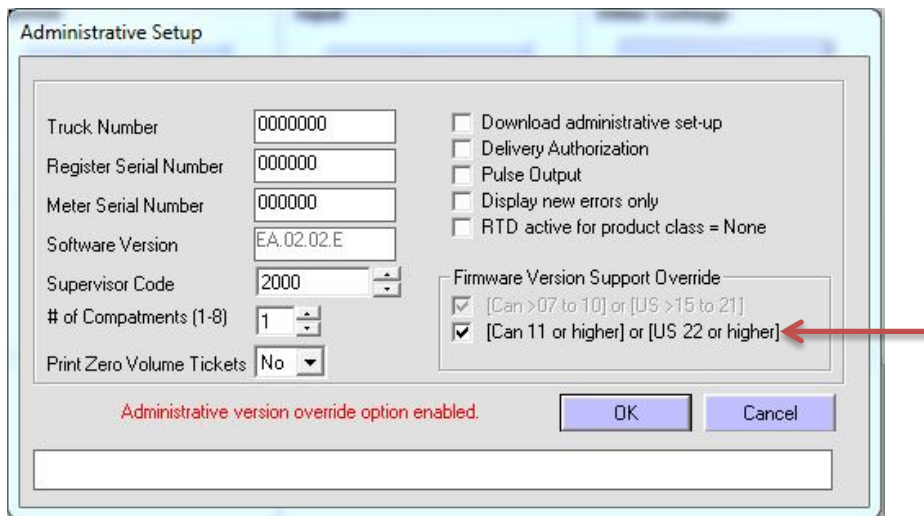 Administrative Setup
Truck Number 0000000
Register Serial Number 000000
Meter Serial Number 000000
Software Version EA.02.02.E
Supervisor Code 2000
# of Compatments (1-8) 1
Print Zero Volume Tickets No
Download administrative set-up
Delivery Authorization
Pulse Output
Display new errors only
RTD active for product class = None
Firmware Version Support Override
[Can >07 to 10] or [US >15 to 21]
[Can 11 or higher] or [US 22 or higher]
Administrative version override option enabled.
OK Cancel